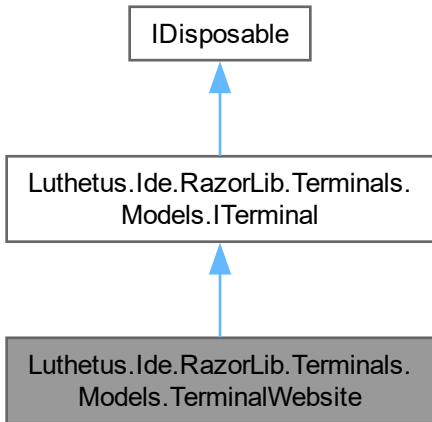 IDisposable
Luthetus.Ide.RazorLib.Terminals.
Models.ITerminal
Luthetus.Ide.RazorLib.Terminals.
Models.TerminalWebsite